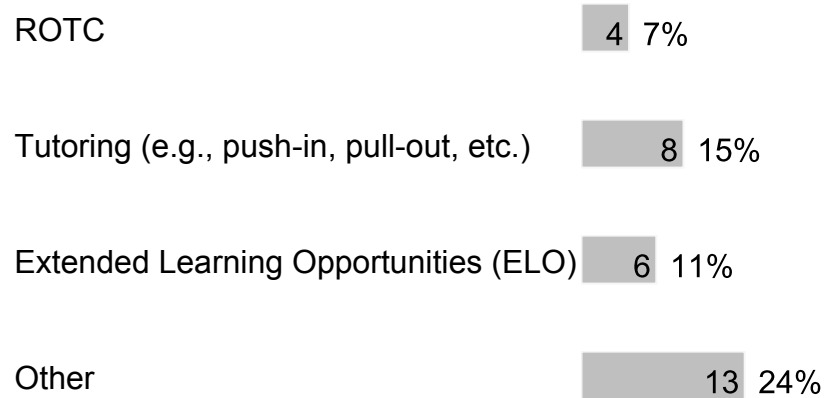 ROTC 4 7%
Tutoring (e.g., push-in, pull-out, etc.) 8 15%
Extended Learning Opportunities (ELO) 6 11%
Other 13 24%